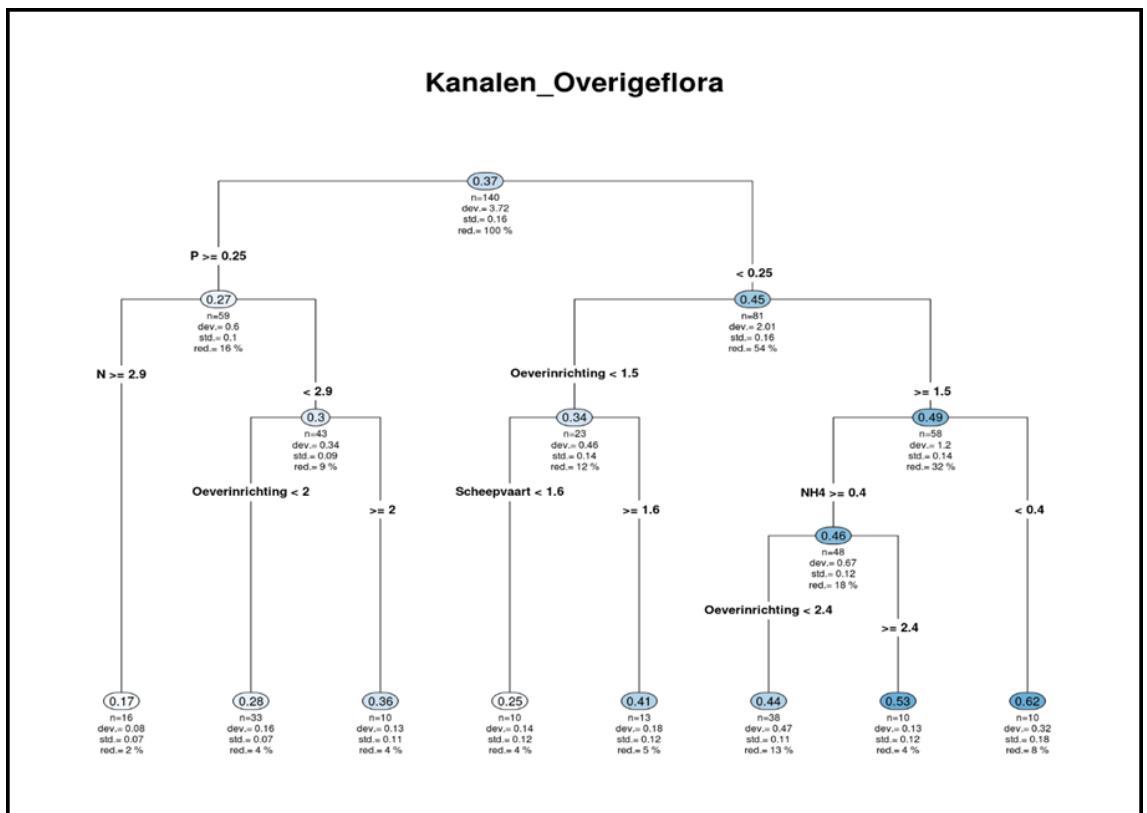 Kanalen_Overigeflora
0.37
n=140
dev.= 3.72
std.= 0.16
red.= 100 %
P >= 0.25
< 0.25
0.27
n=59
dev.= 0.6
std.= 0.1
red.= 16 %
0.45
n=81
dev.= 2.01
std.= 0.16
red.= 54 %
N >= 2.9
< 2.9
Oeverinrichting < 1.5
>= 1.5
0.3
n=43
dev.= 0.34
std.= 0.09
red.= 9 %
0.34
n=23
dev.= 0.46
std.= 0.14
red.= 12 %
0.49
n=58
dev.= 1.2
std.= 0.14
red.= 32 %
Oeverinrichting < 2
>= 2
Scheepvaart < 1.6
>= 1.6
NH4 >= 0.4
< 0.4
0.46
n=48
dev.= 0.67
std.= 0.12
red.= 18 %
Oeverinrichting < 2.4
>= 2.4
0.17
n=16
dev.= 0.08
std.= 0.07
red.= 2 %
0.28
n=33
dev.= 0.16
std.= 0.07
red.= 4 %
0.36
n=10
dev.= 0.13
std.= 0.11
red.= 4 %
0.25
n=10
dev.= 0.14
std.= 0.12
red.= 4 %
0.41
n=13
dev.= 0.18
std.= 0.12
red.= 5 %
0.44
n=38
dev.= 0.47
std.= 0.11
red.= 13 %
0.53
n=10
dev.= 0.13
std.= 0.12
red.= 4 %
0.62
n=10
dev.= 0.32
std.= 0.18
red.= 8 %